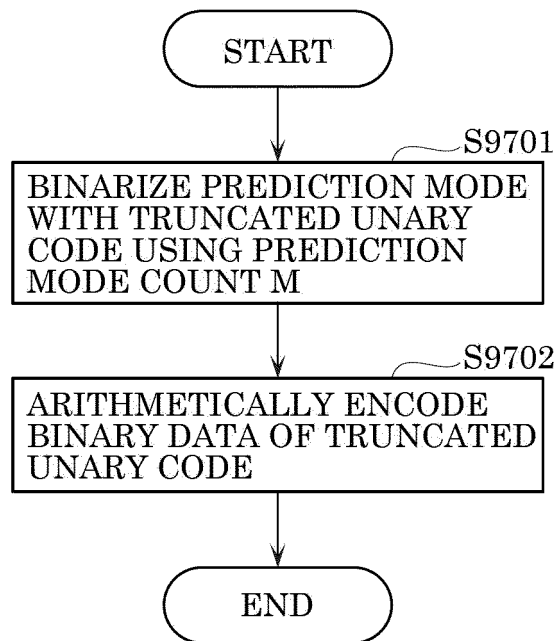 START
S9701
BINARIZE PREDICTION MODE
WITH TRUNCATED UNARY
CODE USING PREDICTION
MODE COUNT M
S9702
ARITHMETICALLY ENCODE
BINARY DATA OF TRUNCATED
UNARY CODE
END